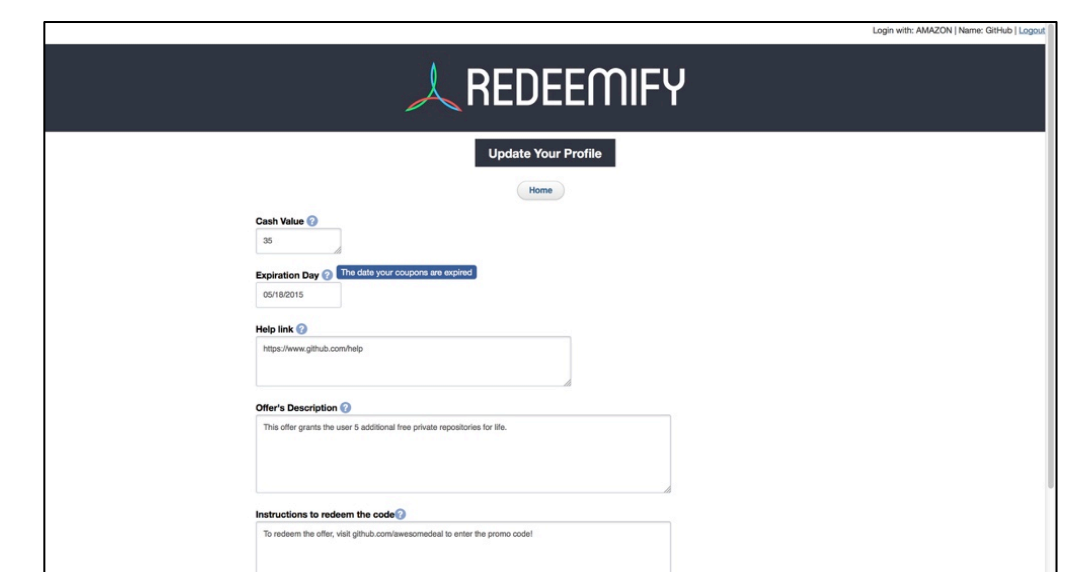 Login with: AMAZON | Name: GitHub | Logout
REDEEMIFY
Update Your Profile
Home
Cash Value ?
35
Expiration Day ? The date your coupons are expired
05/18/2015
Help link ?
https://www.github.com/help
Offer's Description ?
This offer grants the user 5 additional free private repositories for life.
Instructions to redeem the code ?
To redeem the offer, visit github.com/awesomedeal to enter the promo code!